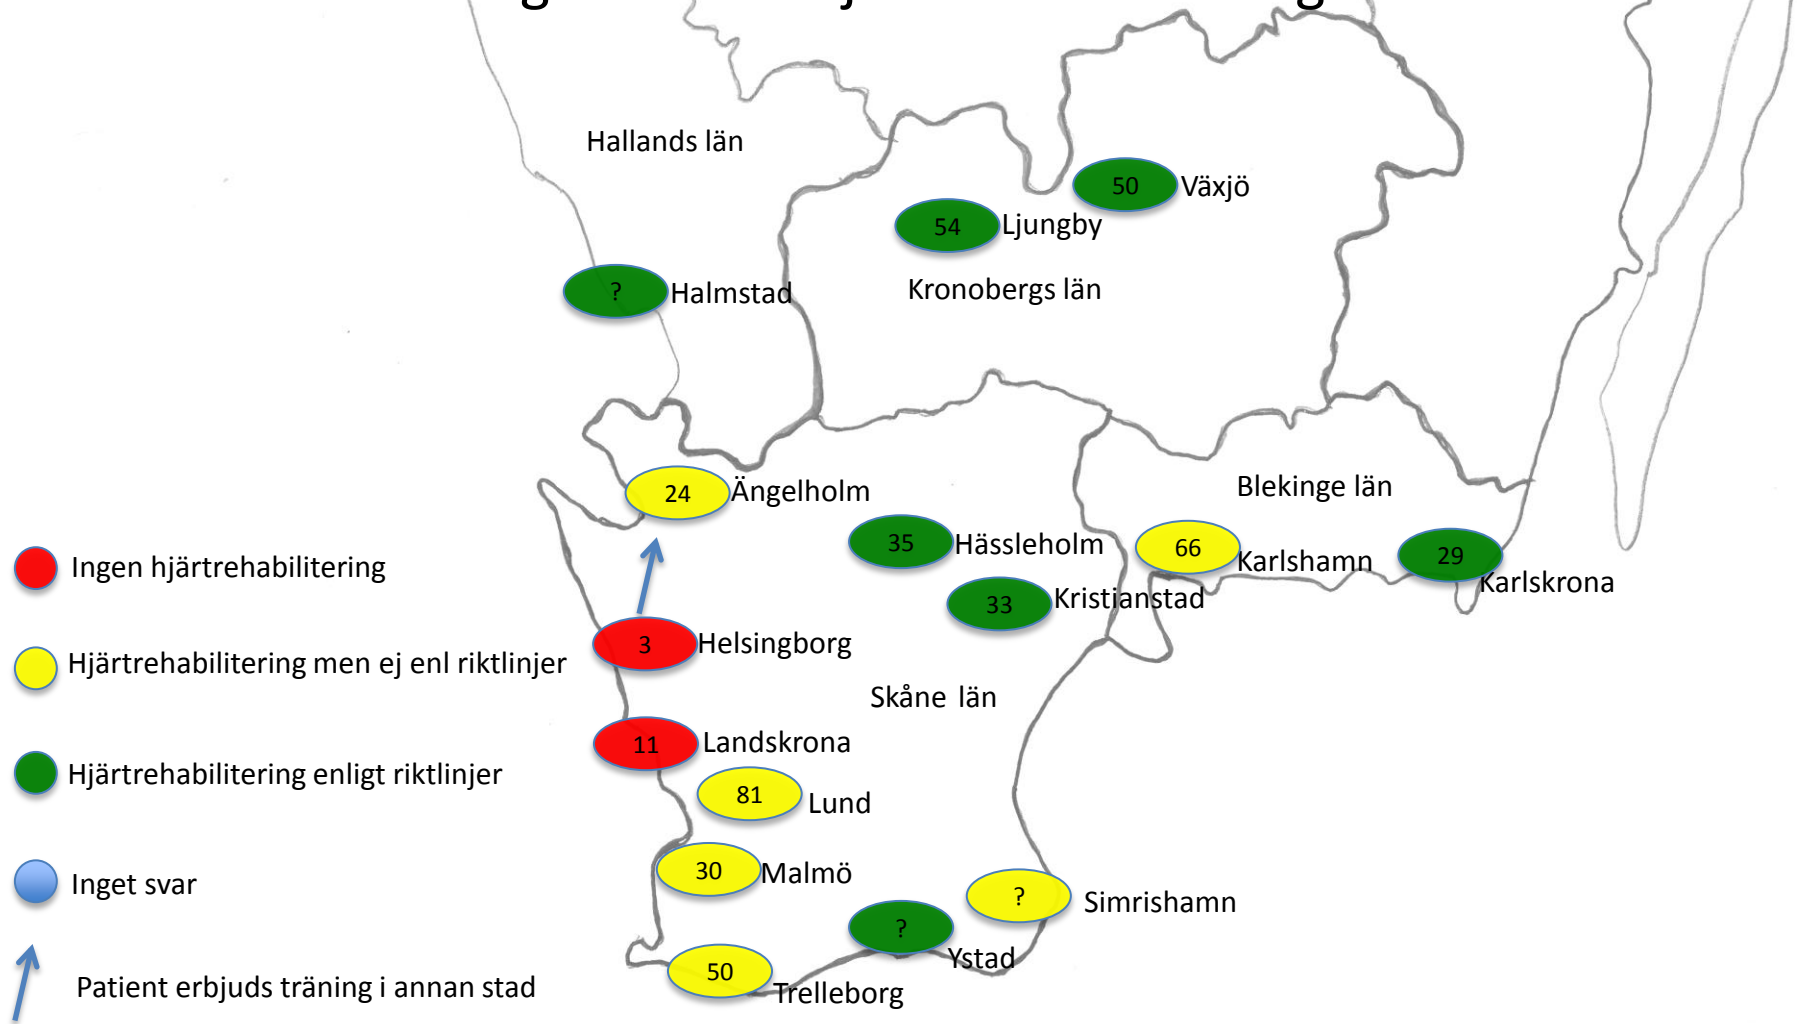 Hallands län
50 Växjö
54 Ljungby
? Halmstad
Kronobergs län
24 Ängelholm
Blekinge län
35 Hässleholm
66 Karlshamn
29 Karlskrona
33 Kristianstad
3 Helsingborg
Skåne län
11 Landskrona
81 Lund
30 Malmö
? Simrishamn
? Ystad
50 Trelleborg
Ingen hjärtrehabilitering
Hjärtrehabilitering men ej enl riktlinjer
Hjärtrehabilitering enligt riktlinjer
Inget svar
Patient erbjuds träning i annan stad